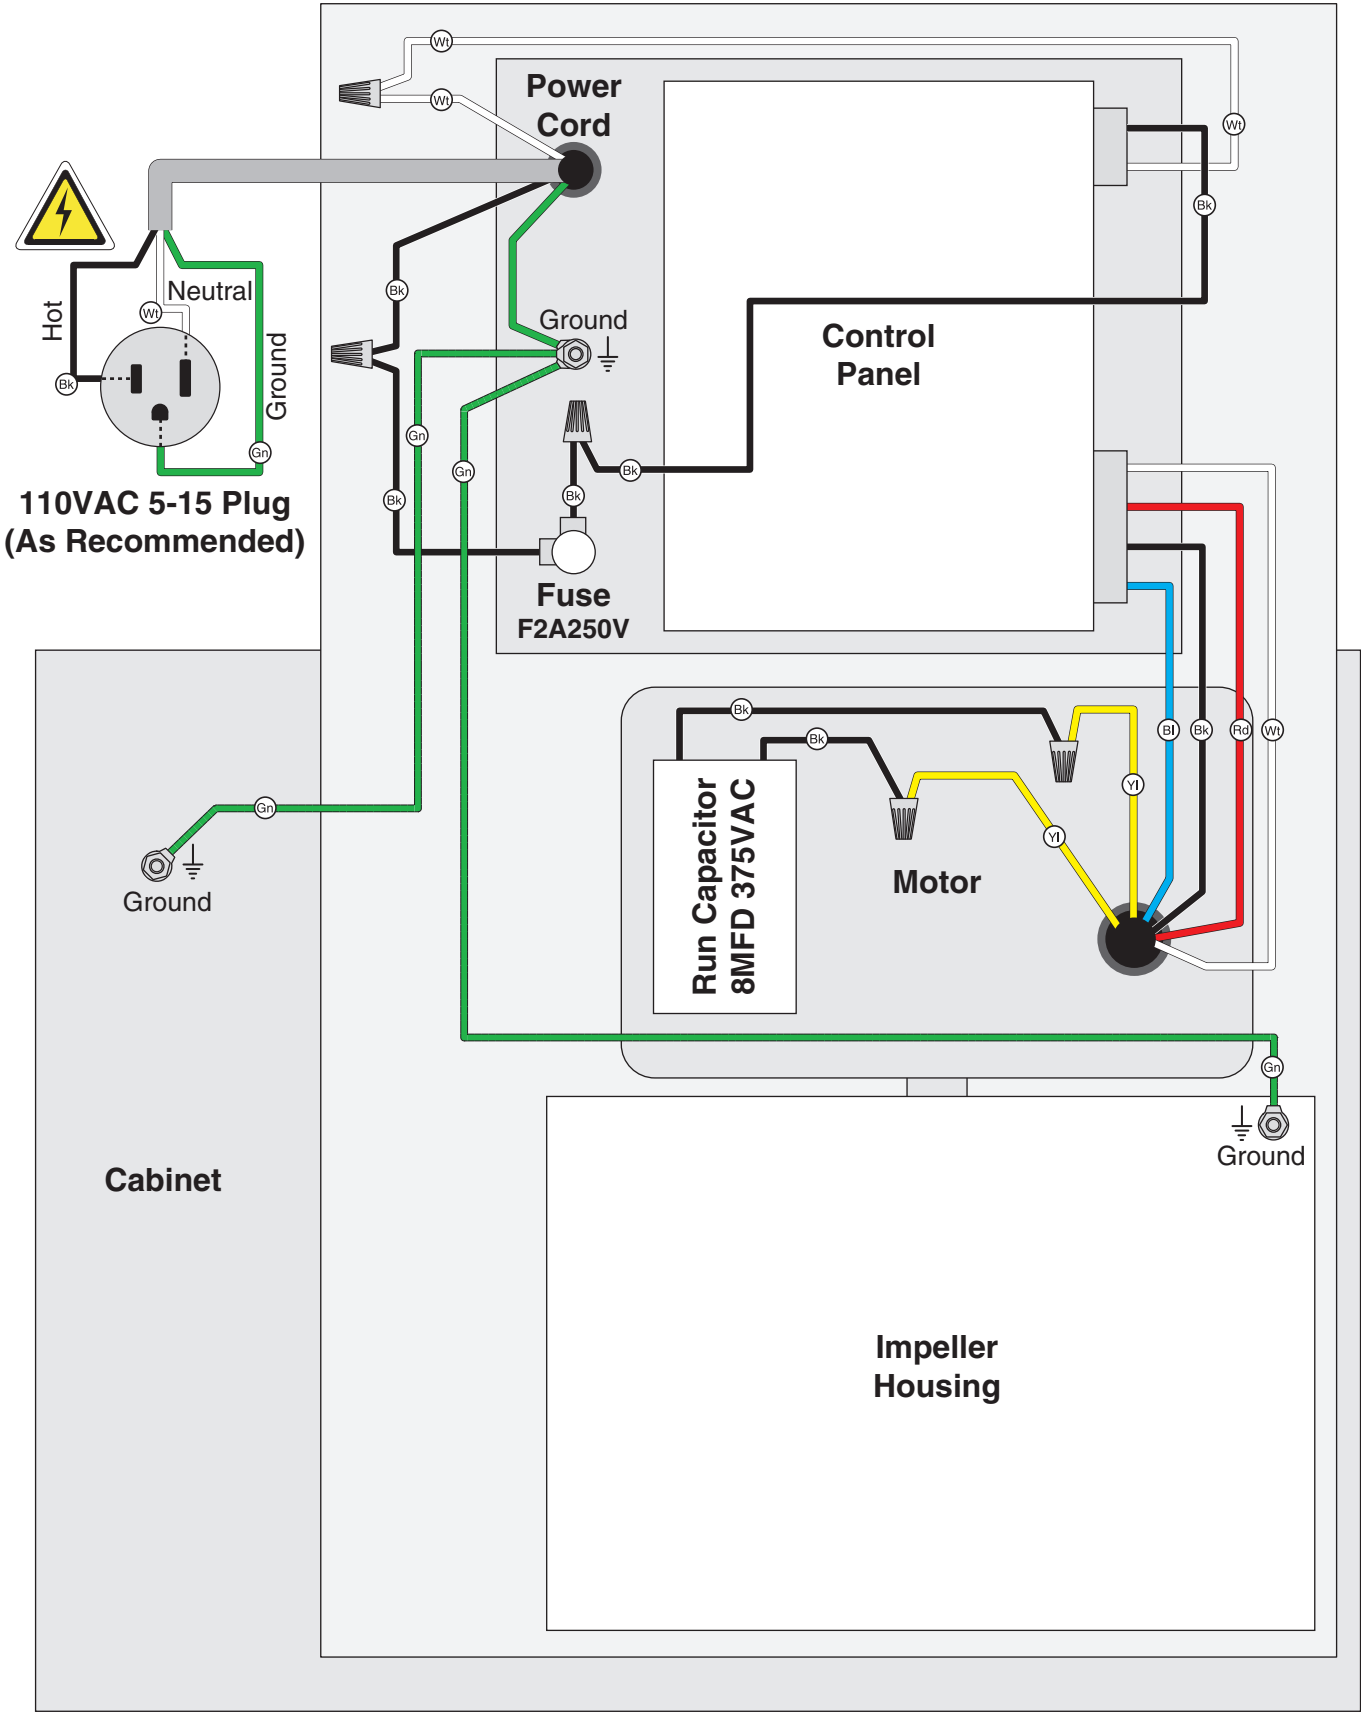 Wt
Wt
Power
Cord
Wt
Bk
Neutral
Hot
Wt
Bk
Ground
Ground
Control
Panel
Bk
Gn
Gn
Gn
Bk
Bk
Bk
110VAC 5-15 Plug
(As Recommended)
Fuse
F2A250V
Bk
Bk
Bl
Bk
Rd
Wt
Yl
Yl
Run Capacitor
8MFD 375VAC
Motor
Gn
Ground
Gn
Ground
Cabinet
Impeller
Housing